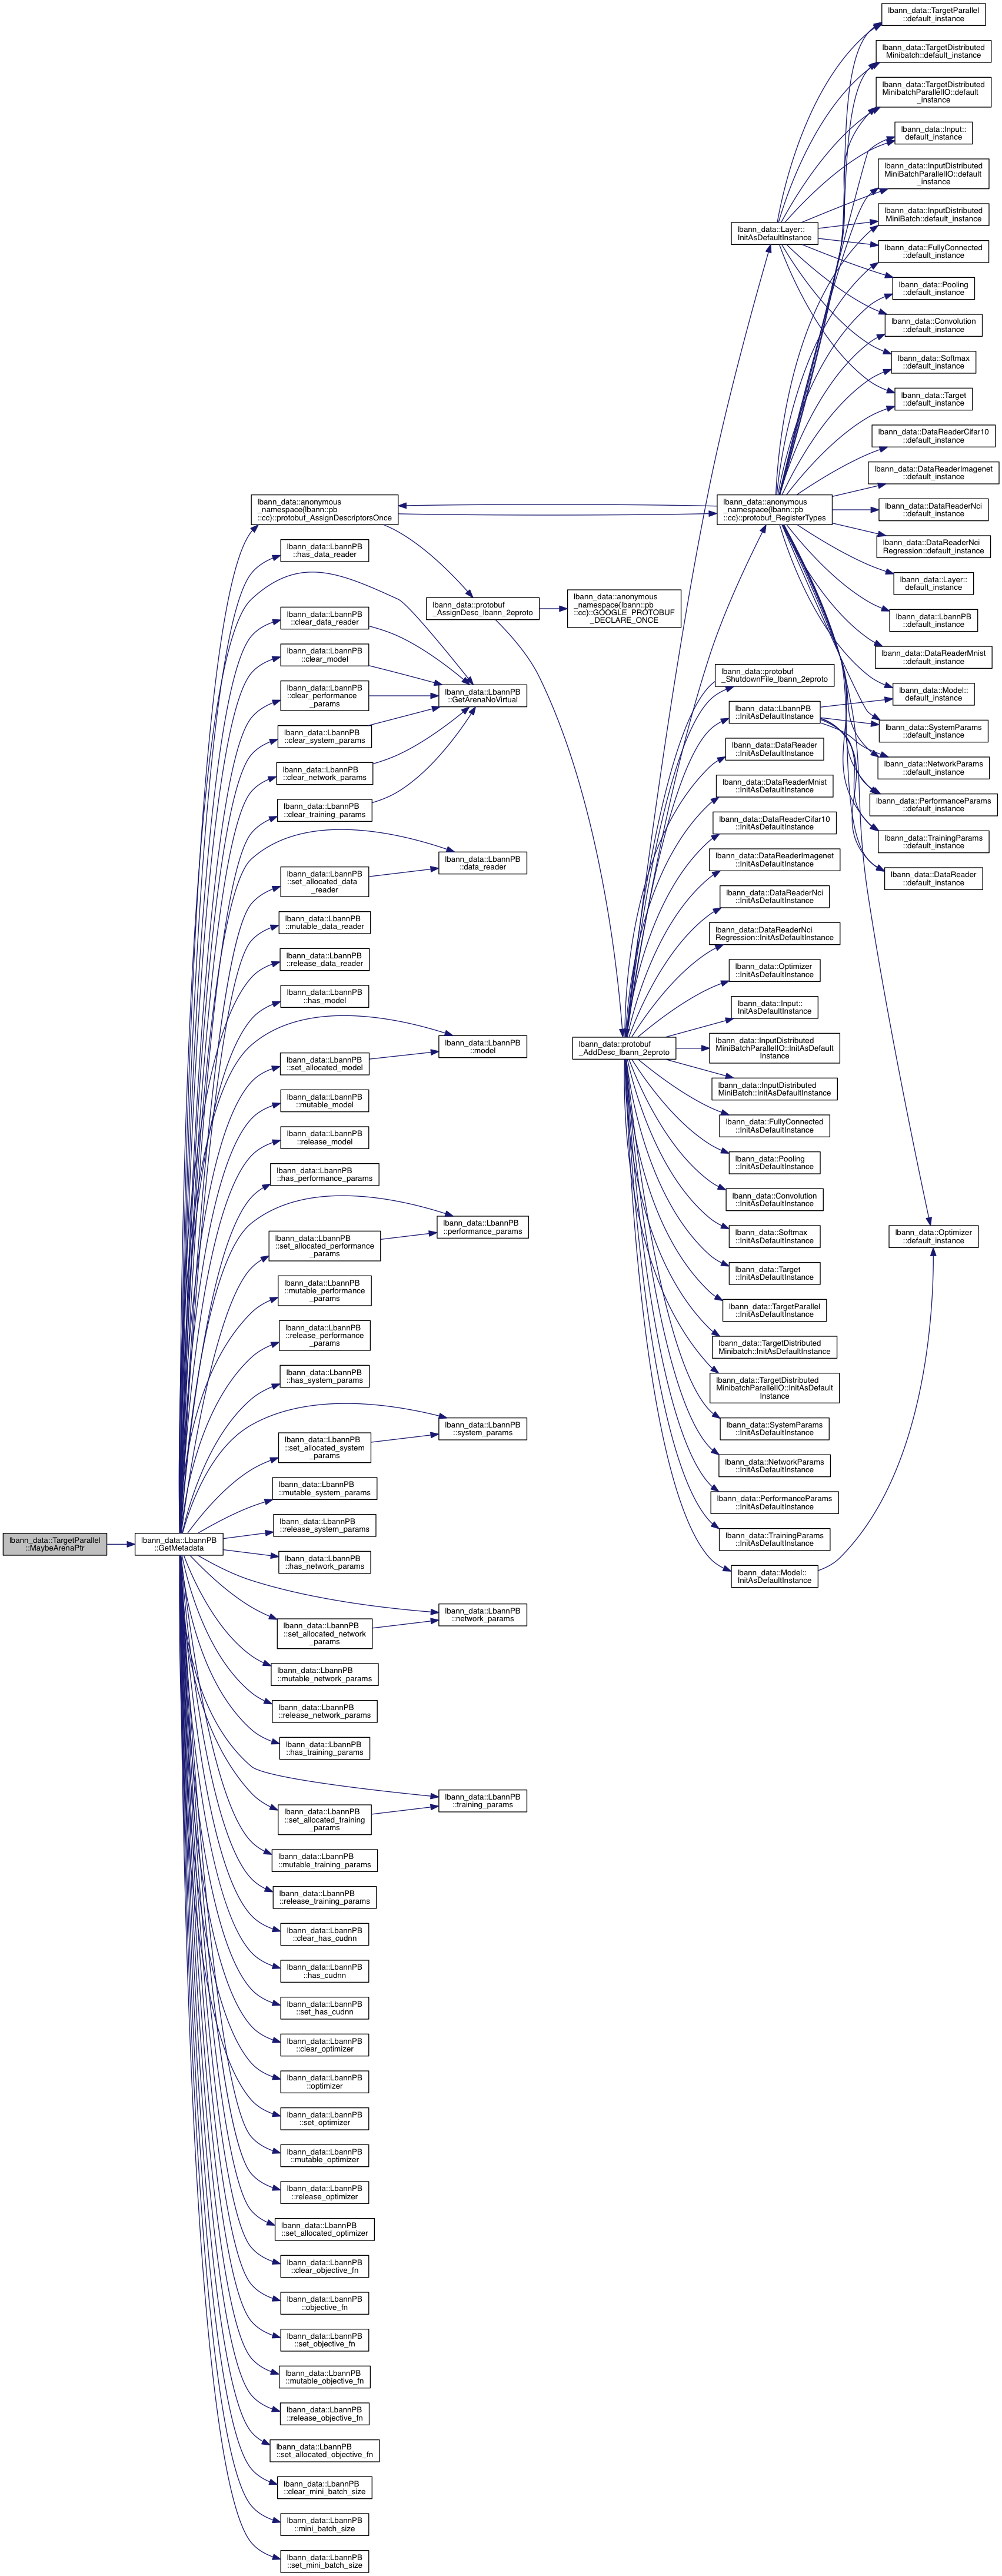 lbann_data::TargetParallel
::MaybeArenaPtr
lbann_data::LbannPB
::GetMetadata
lbann_data::anonymous
_namespace{lbann::pb
::cc}::protobuf_AssignDescriptorsOnce
lbann_data::LbannPB
::has_data_reader
lbann_data::LbannPB
::clear_data_reader
lbann_data::LbannPB
::clear_model
lbann_data::LbannPB
::clear_performance
_params
lbann_data::LbannPB
::clear_system_params
lbann_data::LbannPB
::clear_network_params
lbann_data::LbannPB
::clear_training_params
lbann_data::LbannPB
::set_allocated_data
_reader
lbann_data::LbannPB
::mutable_data_reader
lbann_data::LbannPB
::release_data_reader
lbann_data::LbannPB
::has_model
lbann_data::LbannPB
::set_allocated_model
lbann_data::LbannPB
::mutable_model
lbann_data::LbannPB
::release_model
lbann_data::LbannPB
::has_performance_params
lbann_data::LbannPB
::set_allocated_performance
_params
lbann_data::LbannPB
::mutable_performance
_params
lbann_data::LbannPB
::release_performance
_params
lbann_data::LbannPB
::has_system_params
lbann_data::LbannPB
::set_allocated_system
_params
lbann_data::LbannPB
::mutable_system_params
lbann_data::LbannPB
::release_system_params
lbann_data::LbannPB
::has_network_params
lbann_data::LbannPB
::set_allocated_network
_params
lbann_data::LbannPB
::mutable_network_params
lbann_data::LbannPB
::release_network_params
lbann_data::LbannPB
::has_training_params
lbann_data::LbannPB
::set_allocated_training
_params
lbann_data::LbannPB
::mutable_training_params
lbann_data::LbannPB
::release_training_params
lbann_data::LbannPB
::clear_has_cudnn
lbann_data::LbannPB
::has_cudnn
lbann_data::LbannPB
::set_has_cudnn
lbann_data::LbannPB
::clear_optimizer
lbann_data::LbannPB
::optimizer
lbann_data::LbannPB
::set_optimizer
lbann_data::LbannPB
::mutable_optimizer
lbann_data::LbannPB
::release_optimizer
lbann_data::LbannPB
::set_allocated_optimizer
lbann_data::LbannPB
::clear_objective_fn
lbann_data::LbannPB
::objective_fn
lbann_data::LbannPB
::set_objective_fn
lbann_data::LbannPB
::mutable_objective_fn
lbann_data::LbannPB
::release_objective_fn
lbann_data::LbannPB
::set_allocated_objective_fn
lbann_data::LbannPB
::clear_mini_batch_size
lbann_data::LbannPB
::mini_batch_size
lbann_data::LbannPB
::set_mini_batch_size
lbann_data::protobuf
_AssignDesc_lbann_2eproto
lbann_data::LbannPB
::GetArenaNoVirtual
lbann_data::LbannPB
::data_reader
lbann_data::LbannPB
::model
lbann_data::LbannPB
::performance_params
lbann_data::LbannPB
::system_params
lbann_data::LbannPB
::network_params
lbann_data::LbannPB
::training_params
lbann_data::anonymous
_namespace{lbann::pb
::cc}::GOOGLE_PROTOBUF
_DECLARE_ONCE
lbann_data::protobuf
_AddDesc_lbann_2eproto
lbann_data::Layer::
InitAsDefaultInstance
lbann_data::anonymous
_namespace{lbann::pb
::cc}::protobuf_RegisterTypes
lbann_data::protobuf
_ShutdownFile_lbann_2eproto
lbann_data::LbannPB
::InitAsDefaultInstance
lbann_data::DataReader
::InitAsDefaultInstance
lbann_data::DataReaderMnist
::InitAsDefaultInstance
lbann_data::DataReaderCifar10
::InitAsDefaultInstance
lbann_data::DataReaderImagenet
::InitAsDefaultInstance
lbann_data::DataReaderNci
::InitAsDefaultInstance
lbann_data::DataReaderNci
Regression::InitAsDefaultInstance
lbann_data::Optimizer
::InitAsDefaultInstance
lbann_data::Input::
InitAsDefaultInstance
lbann_data::InputDistributed
MiniBatchParallelIO::InitAsDefault
Instance
lbann_data::InputDistributed
MiniBatch::InitAsDefaultInstance
lbann_data::FullyConnected
::InitAsDefaultInstance
lbann_data::Pooling
::InitAsDefaultInstance
lbann_data::Convolution
::InitAsDefaultInstance
lbann_data::Softmax
::InitAsDefaultInstance
lbann_data::Target
::InitAsDefaultInstance
lbann_data::TargetParallel
::InitAsDefaultInstance
lbann_data::TargetDistributed
Minibatch::InitAsDefaultInstance
lbann_data::TargetDistributed
MinibatchParallelIO::InitAsDefault
Instance
lbann_data::SystemParams
::InitAsDefaultInstance
lbann_data::NetworkParams
::InitAsDefaultInstance
lbann_data::PerformanceParams
::InitAsDefaultInstance
lbann_data::TrainingParams
::InitAsDefaultInstance
lbann_data::Model::
InitAsDefaultInstance
lbann_data::TargetParallel
::default_instance
lbann_data::TargetDistributed
Minibatch::default_instance
lbann_data::TargetDistributed
MinibatchParallelIO::default
_instance
lbann_data::Input::
default_instance
lbann_data::InputDistributed
MiniBatchParallelIO::default
_instance
lbann_data::InputDistributed
MiniBatch::default_instance
lbann_data::FullyConnected
::default_instance
lbann_data::Pooling
::default_instance
lbann_data::Convolution
::default_instance
lbann_data::Softmax
::default_instance
lbann_data::Target
::default_instance
lbann_data::DataReaderCifar10
::default_instance
lbann_data::DataReaderImagenet
::default_instance
lbann_data::DataReaderNci
::default_instance
lbann_data::DataReaderNci
Regression::default_instance
lbann_data::Layer::
default_instance
lbann_data::LbannPB
::default_instance
lbann_data::DataReaderMnist
::default_instance
lbann_data::Model::
default_instance
lbann_data::SystemParams
::default_instance
lbann_data::NetworkParams
::default_instance
lbann_data::PerformanceParams
::default_instance
lbann_data::TrainingParams
::default_instance
lbann_data::DataReader
::default_instance
lbann_data::Optimizer
::default_instance